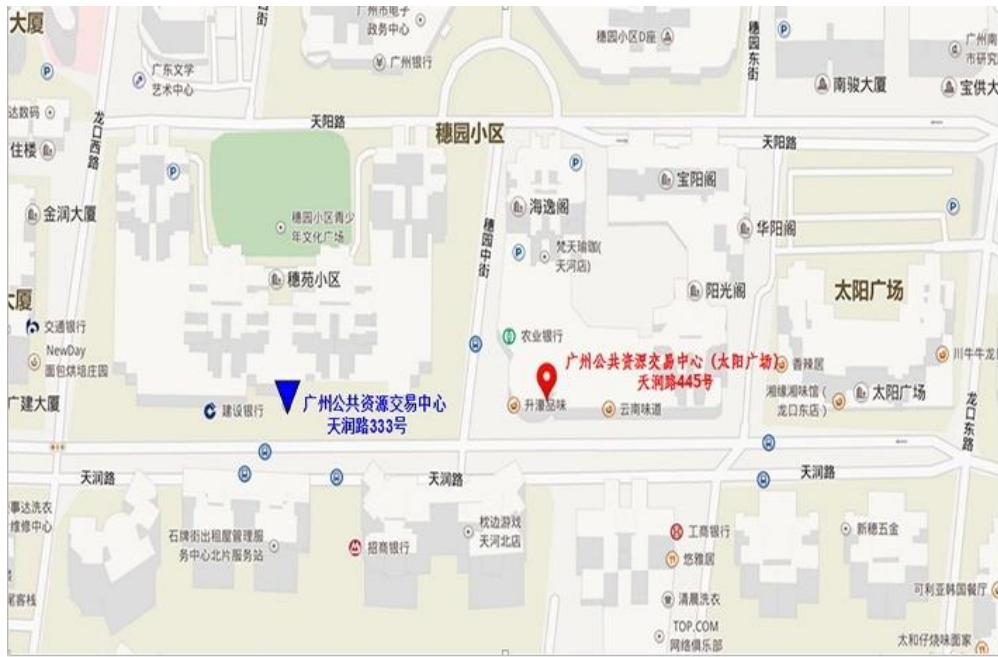 大厦
广州市电子
政务中心
广州银行
穗园小区D座
穗园东街
广州南
市研究
南骏大厦
宝供大
广东文学
艺术中心
达数码
龙口西路
住楼
天阳路
穗园小区
天阳路
宝阳阁
海逸阁
华阳阁
金润大厦
穗园小区青少
年文化广场
穗园中街
梵天瑜珈(
天河店)
穗苑小区
阳光阁
太阳广场
大厦
交通银行
NewDay
面包烘培庄园
农业银行
广州公共资源交易中心（太阳广场）
天润路445号
香辣居
川牛牛龙口
湘缘湘味馆（
龙口东店）
太阳广场
广建大厦
建设银行
广州公共资源交易中心
天润路333号
升濠品味
云南味道
龙口东路
天润路
天润路
天润路
事达洗衣
维修中心
石牌街出租屋管理服
务中心北片服务站
招商银行
枕边游戏
天河北店
工商银行
悠雅居
新穗五金
清晨洗衣
可利亚韩国餐厅
TOP.COM
网络俱乐部
太和仔烧味面家
尾客栈